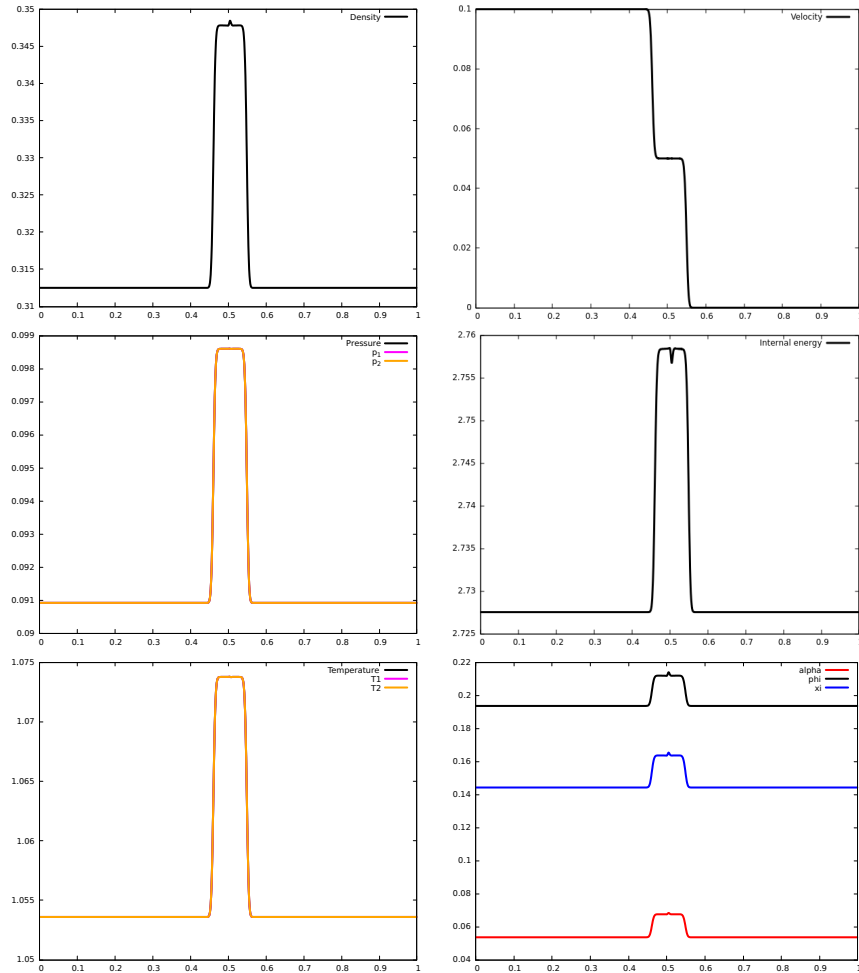 Density
0.35
0.345
0.34
0.335
0.33
0.325
0.32
0.315
0.31
0 0.1 0.2 0.3 0.4 0.5 0.6 0.7 0.8 0.9 1
Velocity
0.1
0.08
0.06
0.04
0.02
0
0 0.1 0.2 0.3 0.4 0.5 0.6 0.7 0.8 0.9 1
Pressure
p1
p2
0.099
0.098
0.097
0.096
0.095
0.094
0.093
0.092
0.091
0.09
0 0.1 0.2 0.3 0.4 0.5 0.6 0.7 0.8 0.9 1
Internal energy
2.76
2.755
2.75
2.745
2.74
2.735
2.73
2.725
0 0.1 0.2 0.3 0.4 0.5 0.6 0.7 0.8 0.9 1
Temperature
T1
T2
1.075
1.07
1.065
1.06
1.055
1.05
0 0.1 0.2 0.3 0.4 0.5 0.6 0.7 0.8 0.9 1
alpha
phi
xi
0.22
0.2
0.18
0.16
0.14
0.12
0.1
0.08
0.06
0.04
0 0.1 0.2 0.3 0.4 0.5 0.6 0.7 0.8 0.9 1